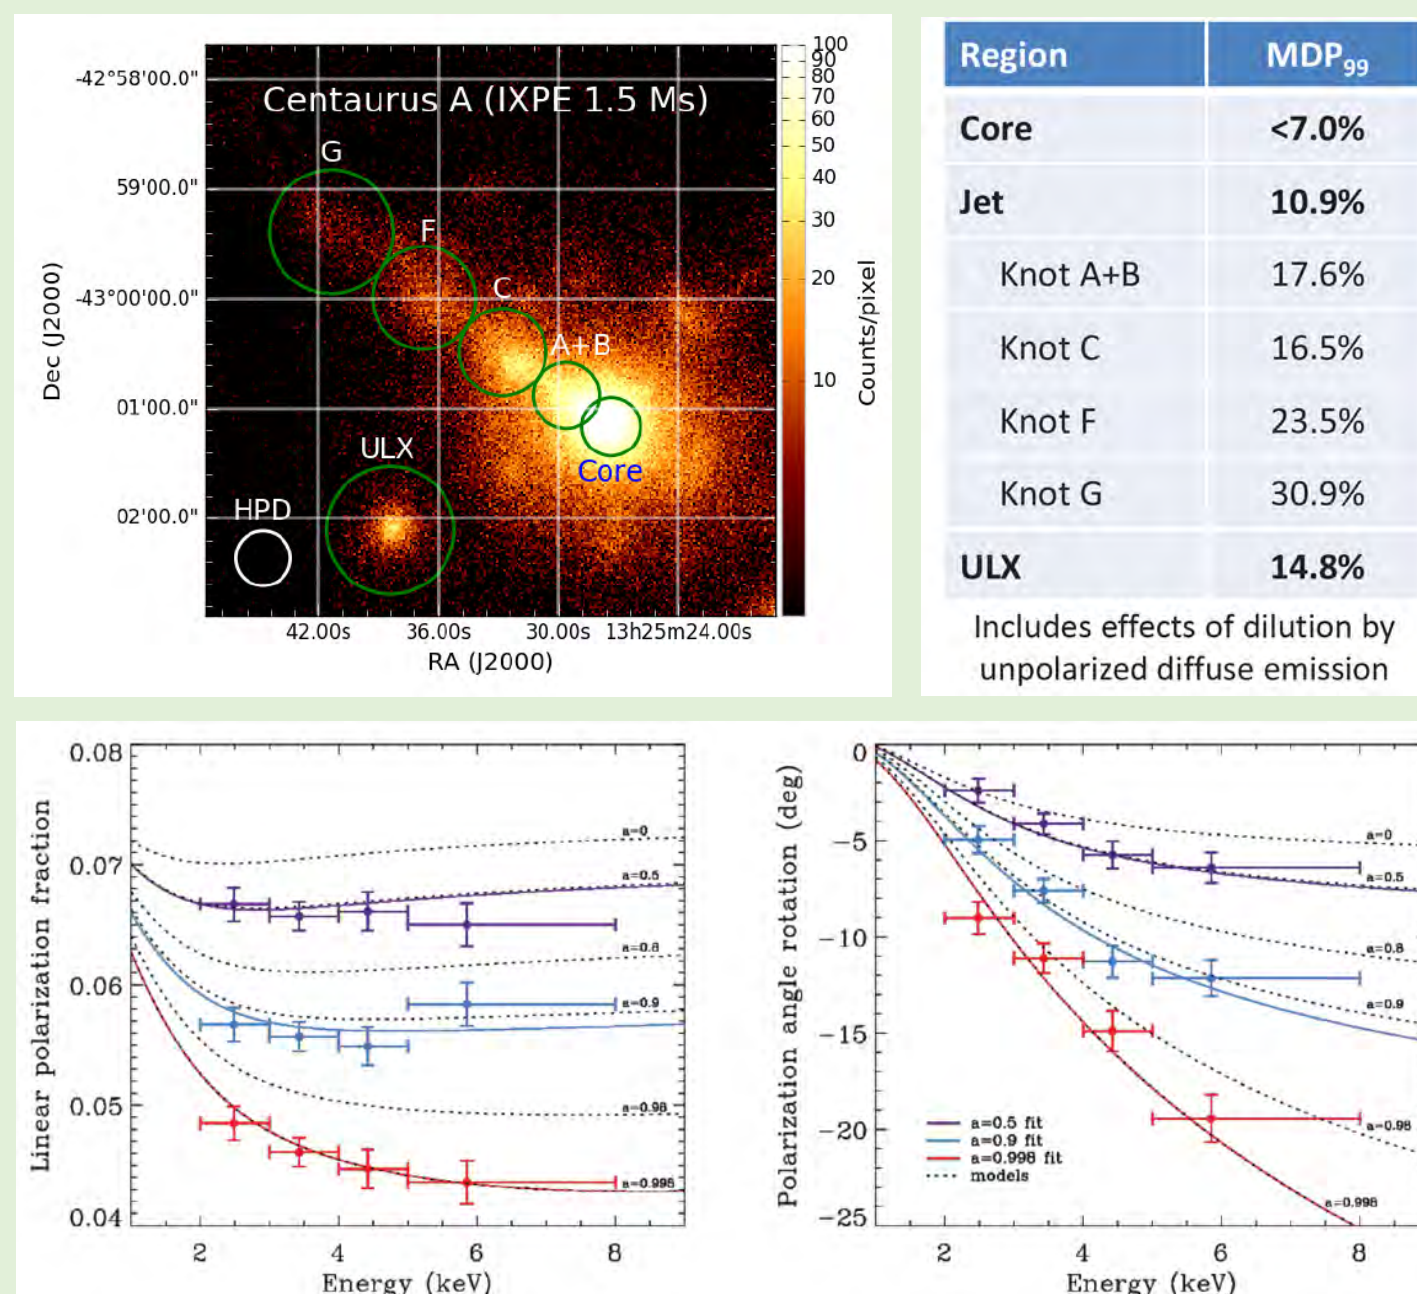 Centaurus A (IXPE 1.5 Ms)
G
F
C
A+B
Core
ULX
HPD
-42°58'00.0"
59'00.0"
-43°00'00.0"
01'00.0"
02'00.0"
Dec (J2000)
42.00s 36.00s 30.00s 13h25m24.00s
RA (J2000)
100
90
80
70
60
50
40
30
20
10
Counts/pixel
Region MDP99
Core <7.0%
Jet 10.9%
Knot A+B 17.6%
Knot C 16.5%
Knot F 23.5%
Knot G 30.9%
ULX 14.8%
Includes effects of dilution by
unpolarized diffuse emission
Linear polarization fraction
0.08
0.07
0.06
0.05
0.04
a=0
a=0.5
a=0.8
a=0.9
a=0.98
a=0.998
2 4 6 8
Energy (keV)
Polarization angle rotation (deg)
0
-5
-10
-15
-20
-25
a=0
a=0.5
a=0.8
a=0.9
a=0.98
a=0.998
a=0.5 fit
a=0.9 fit
a=0.998 fit
models
2 4 6 8
Energy (keV)